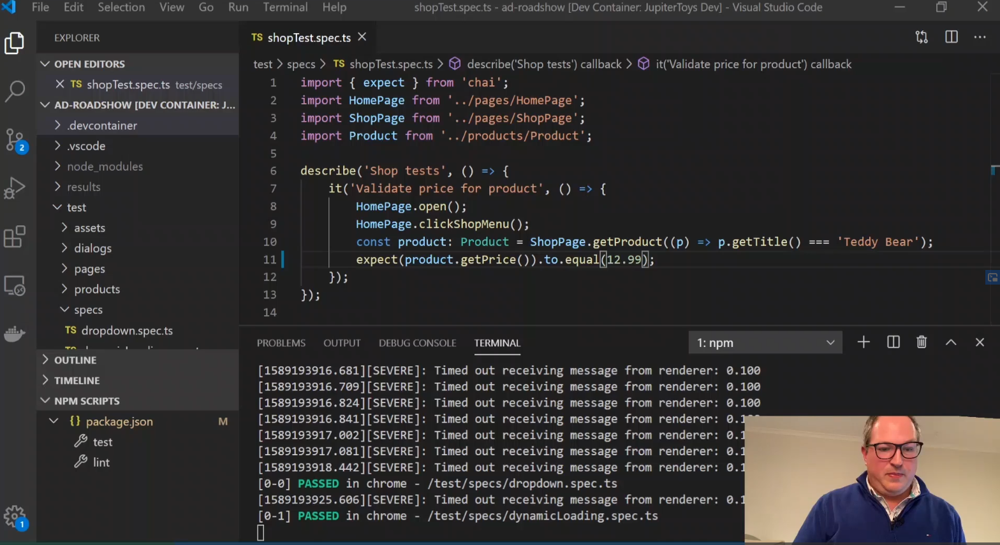 File Edit Selection View Go Run Terminal Help shopTest.spec.ts - ad-roadshow [Dev Container: JupiterToys Dev] - Visual Studio Code
EXPLORER
OPEN EDITORS
TS shopTest.spec.ts test/specs
AD-ROADSHOW [DEV CONTAINER: J...
.devcontainer
.vscode
node_modules
results
test
assets
dialogs
pages
products
specs
TS dropdown.spec.ts
OUTLINE
TIMELINE
NPM SCRIPTS
{} package.json M
test
lint
2
1
TS shopTest.spec.ts
test > specs > TS shopTest.spec.ts > describe('Shop tests') callback > it('Validate price for product') callback
1 import { expect } from 'chai';
2 import HomePage from '../pages/HomePage';
3 import ShopPage from '../pages/ShopPage';
4 import Product from '../products/Product';
5
6 describe('Shop tests', () => {
7 it('Validate price for product', () => {
8 HomePage.open();
9 HomePage.clickShopMenu();
10 const product: Product = ShopPage.getProduct((p) => p.getTitle() === 'Teddy Bear');
11 expect(product.getPrice()).to.equal(12.99);
12 });
13 });
14
PROBLEMS OUTPUT DEBUG CONSOLE TERMINAL 1: npm
[1589193916.681][SEVERE]: Timed out receiving message from renderer: 0.100
[1589193916.709][SEVERE]: Timed out receiving message from renderer: 0.100
[1589193916.824][SEVERE]: Timed out receiving message from renderer: 0.100
[1589193916.841][SEVERE]: Timed out receiving message from renderer: 0.100
[1589193917.002][SEVERE]: Timed out receiving message from renderer: 0.1
[1589193917.081][SEVERE]: Timed out receiving message from renderer: 0.1
[1589193918.442][SEVERE]: Timed out receiving message from renderer: 0.1
[0-0] PASSED in chrome - /test/specs/dropdown.spec.ts
[1589193925.606][SEVERE]: Timed out receiving message from renderer: 0.1
[0-1] PASSED in chrome - /test/specs/dynamicLoading.spec.ts